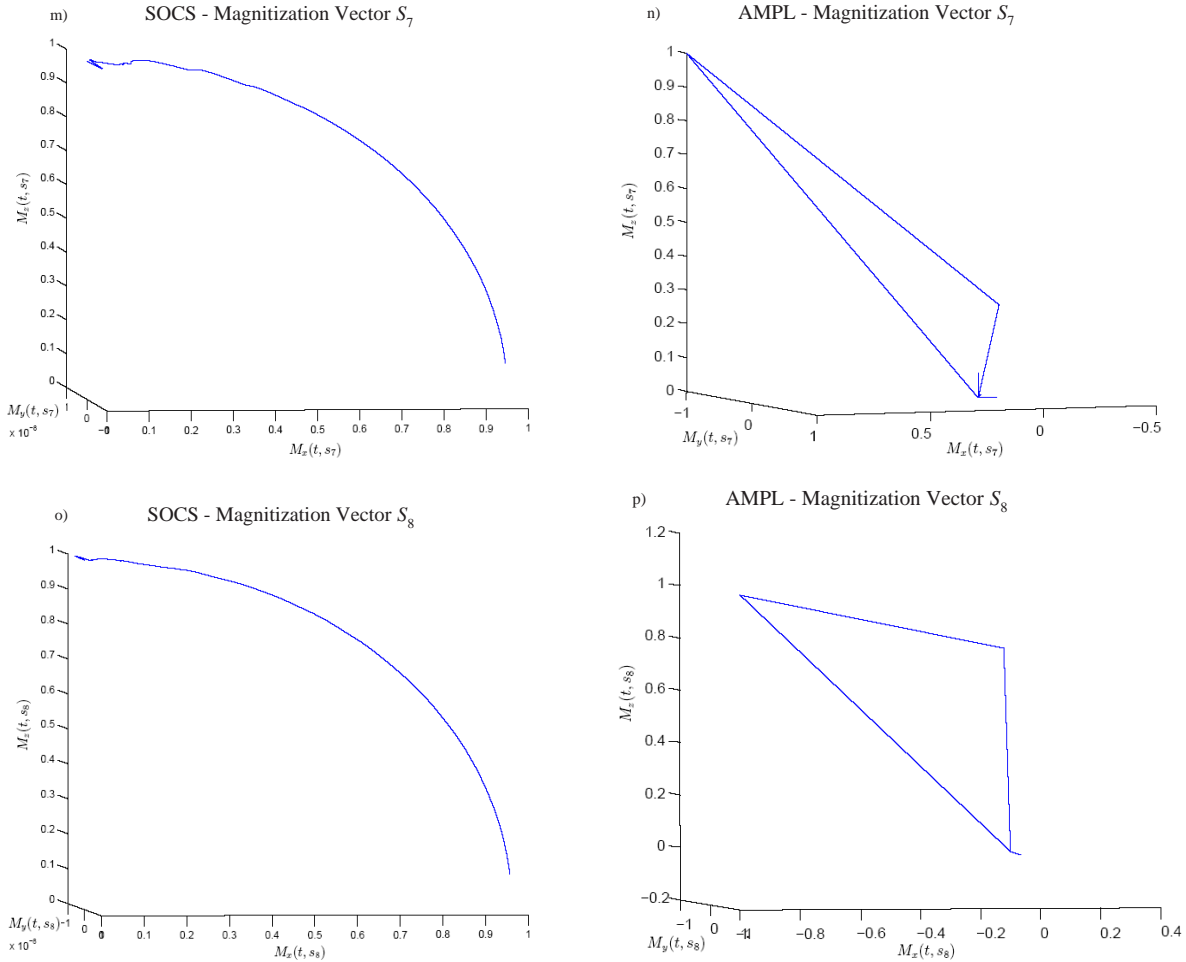 m) SOCS - Magnitization Vector S7
1
0.9
0.8
0.7
0.6
0.5
0.4
0.3
0.2
0.1
0
Mz(t, s7)
My(t, s7)
1 0 -1
x 10-8
0 0.1 0.2 0.3 0.4 0.5 0.6 0.7 0.8 0.9 1
Mx(t, s7)
n) AMPL - Magnitization Vector S7
1
0.9
0.8
0.7
0.6
0.5
0.4
0.3
0.2
0.1
0
Mz(t, s7)
−1 0 1
My(t, s7)
1 0.5 0 −0.5
Mx(t, s7)
o) SOCS - Magnitization Vector S8
1
0.9
0.8
0.7
0.6
0.5
0.4
0.3
0.2
0.1
0
Mz(t, s8)
My(t, s8)
-1 0
x 10-8
0 0.1 0.2 0.3 0.4 0.5 0.6 0.7 0.8 0.9 1
Mx(t, s8)
p) AMPL - Magnitization Vector S8
1.2
1
0.8
0.6
0.4
0.2
0
−0.2
Mz(t, s8)
−1 0
My(t, s8)
−0.8 −0.6 −0.4 −0.2 0 0.2 0.4
Mx(t, s8)